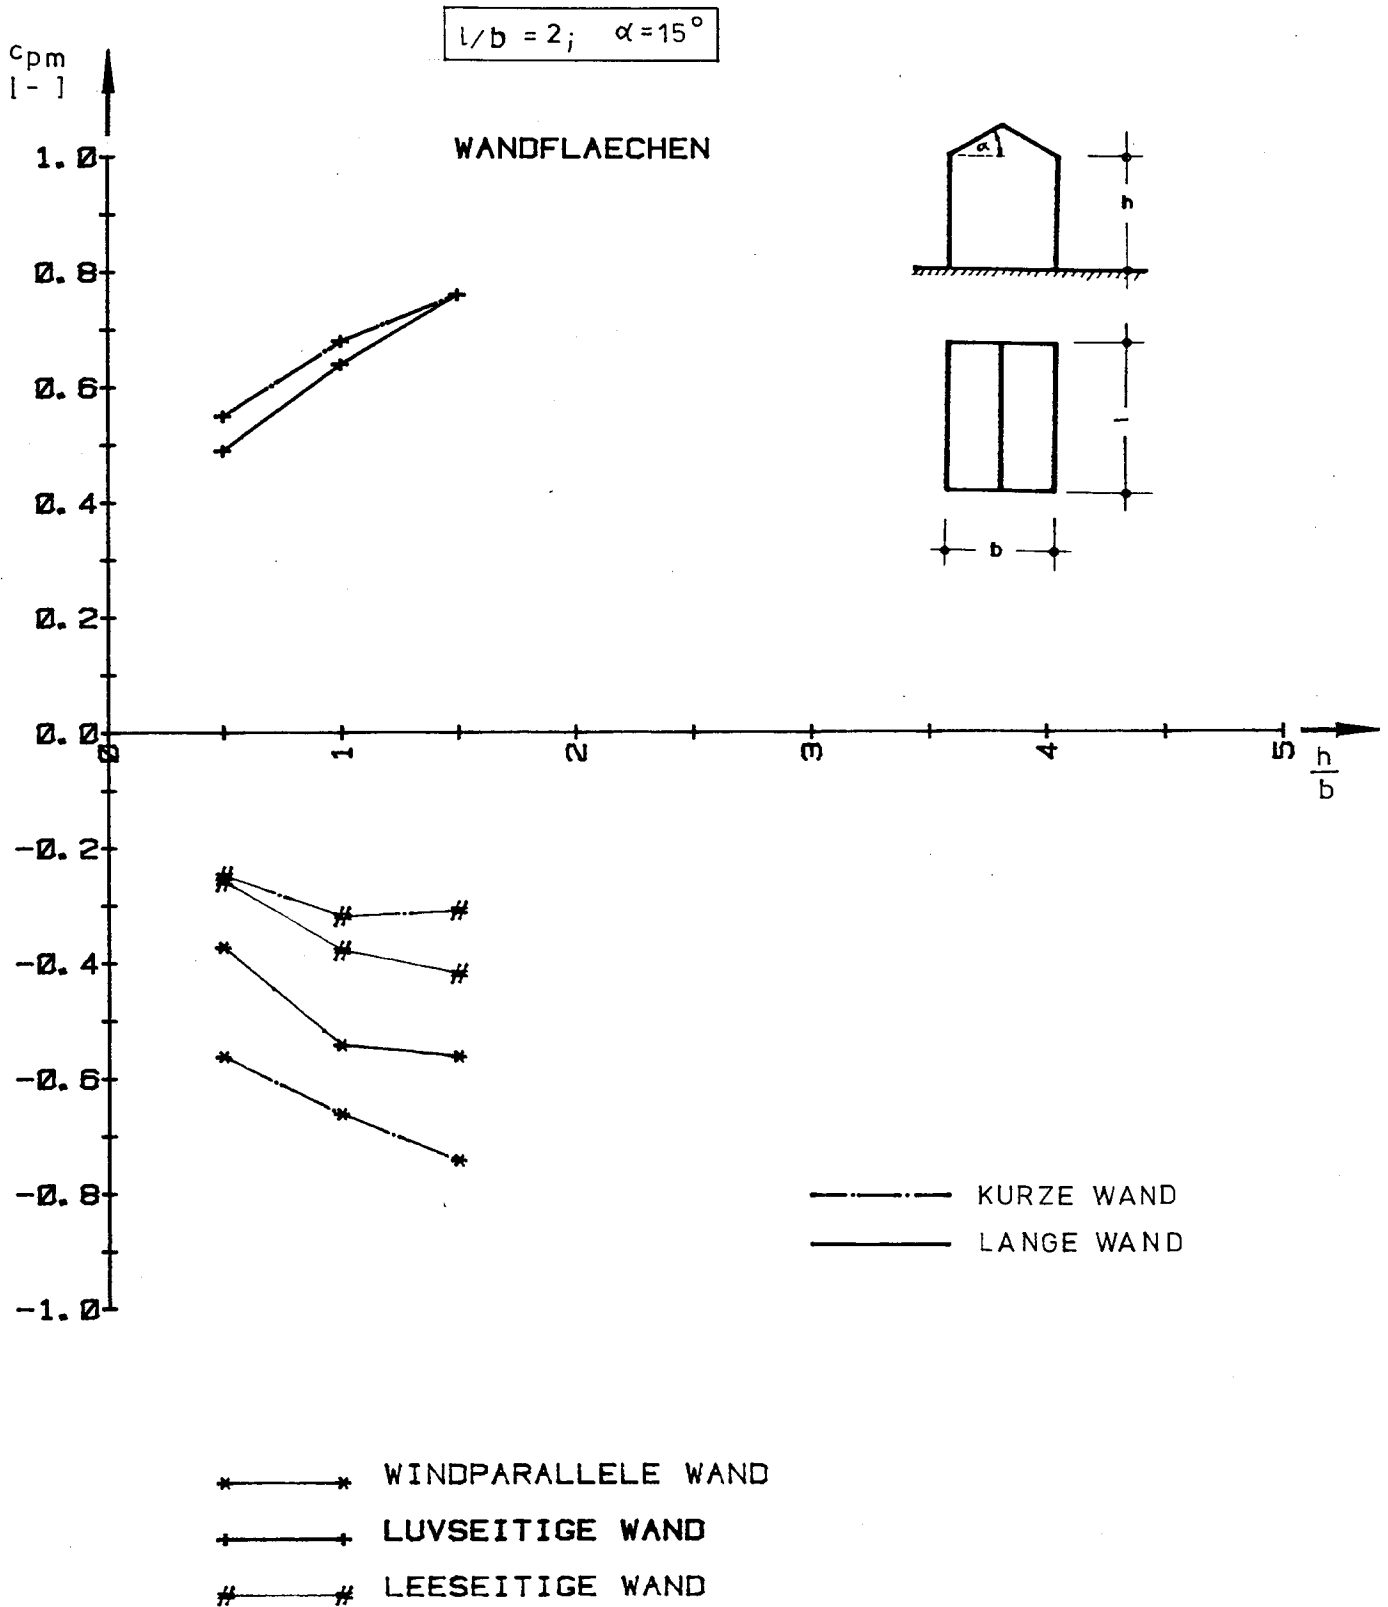 l/b = 2; α=15°
cpm
[-]
WANDFLAECHEN
1.0
0.8
0.6
0.4
0.2
0.0
-0.2
-0.4
-0.6
-0.8
-1.0
0 1 2 3 4 5
h
b
α
h
l
b
KURZE WAND
LANGE WAND
WINDPARALLELE WAND
LUVSEITIGE WAND
LEESEITIGE WAND